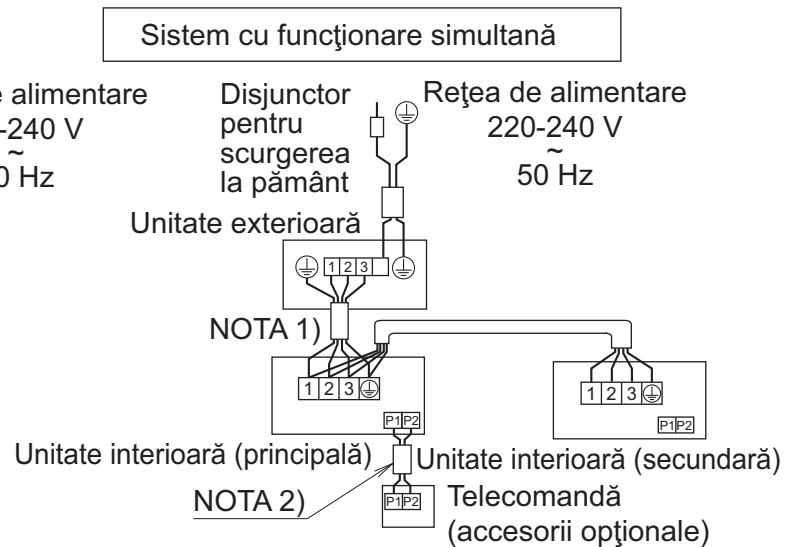 Sistem cu funcţionare simultană
alimentare
-240 V
~
Hz
Disjunctor
pentru
scurgerea
la pământ
Reţea de alimentare
220-240 V
~
50 Hz
Unitate exterioară
1 2 3
NOTA 1)
1 2 3
P1 P2
1 2 3
P1 P2
Unitate interioară (principală)
Unitate interioară (secundară)
NOTA 2)
P1 P2
Telecomandă
(accesorii opţionale)